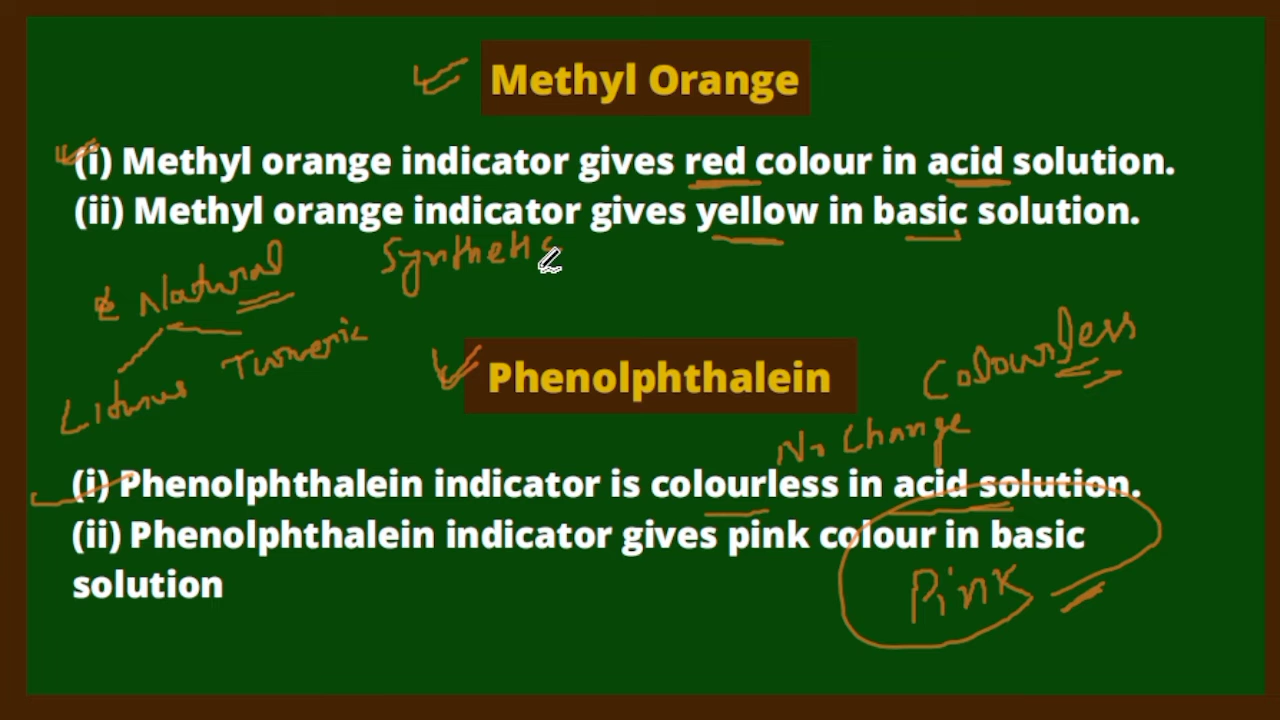 Methyl Orange
(i) Methyl orange indicator gives red colour in acid solution.
(ii) Methyl orange indicator gives yellow in basic solution.
Synthetic
Natural
Turmeric
Litmus
Colourless
Phenolphthalein
No Change
(i) Phenolphthalein indicator is colourless in acid solution.
(ii) Phenolphthalein indicator gives pink colour in basic
solution
Pink